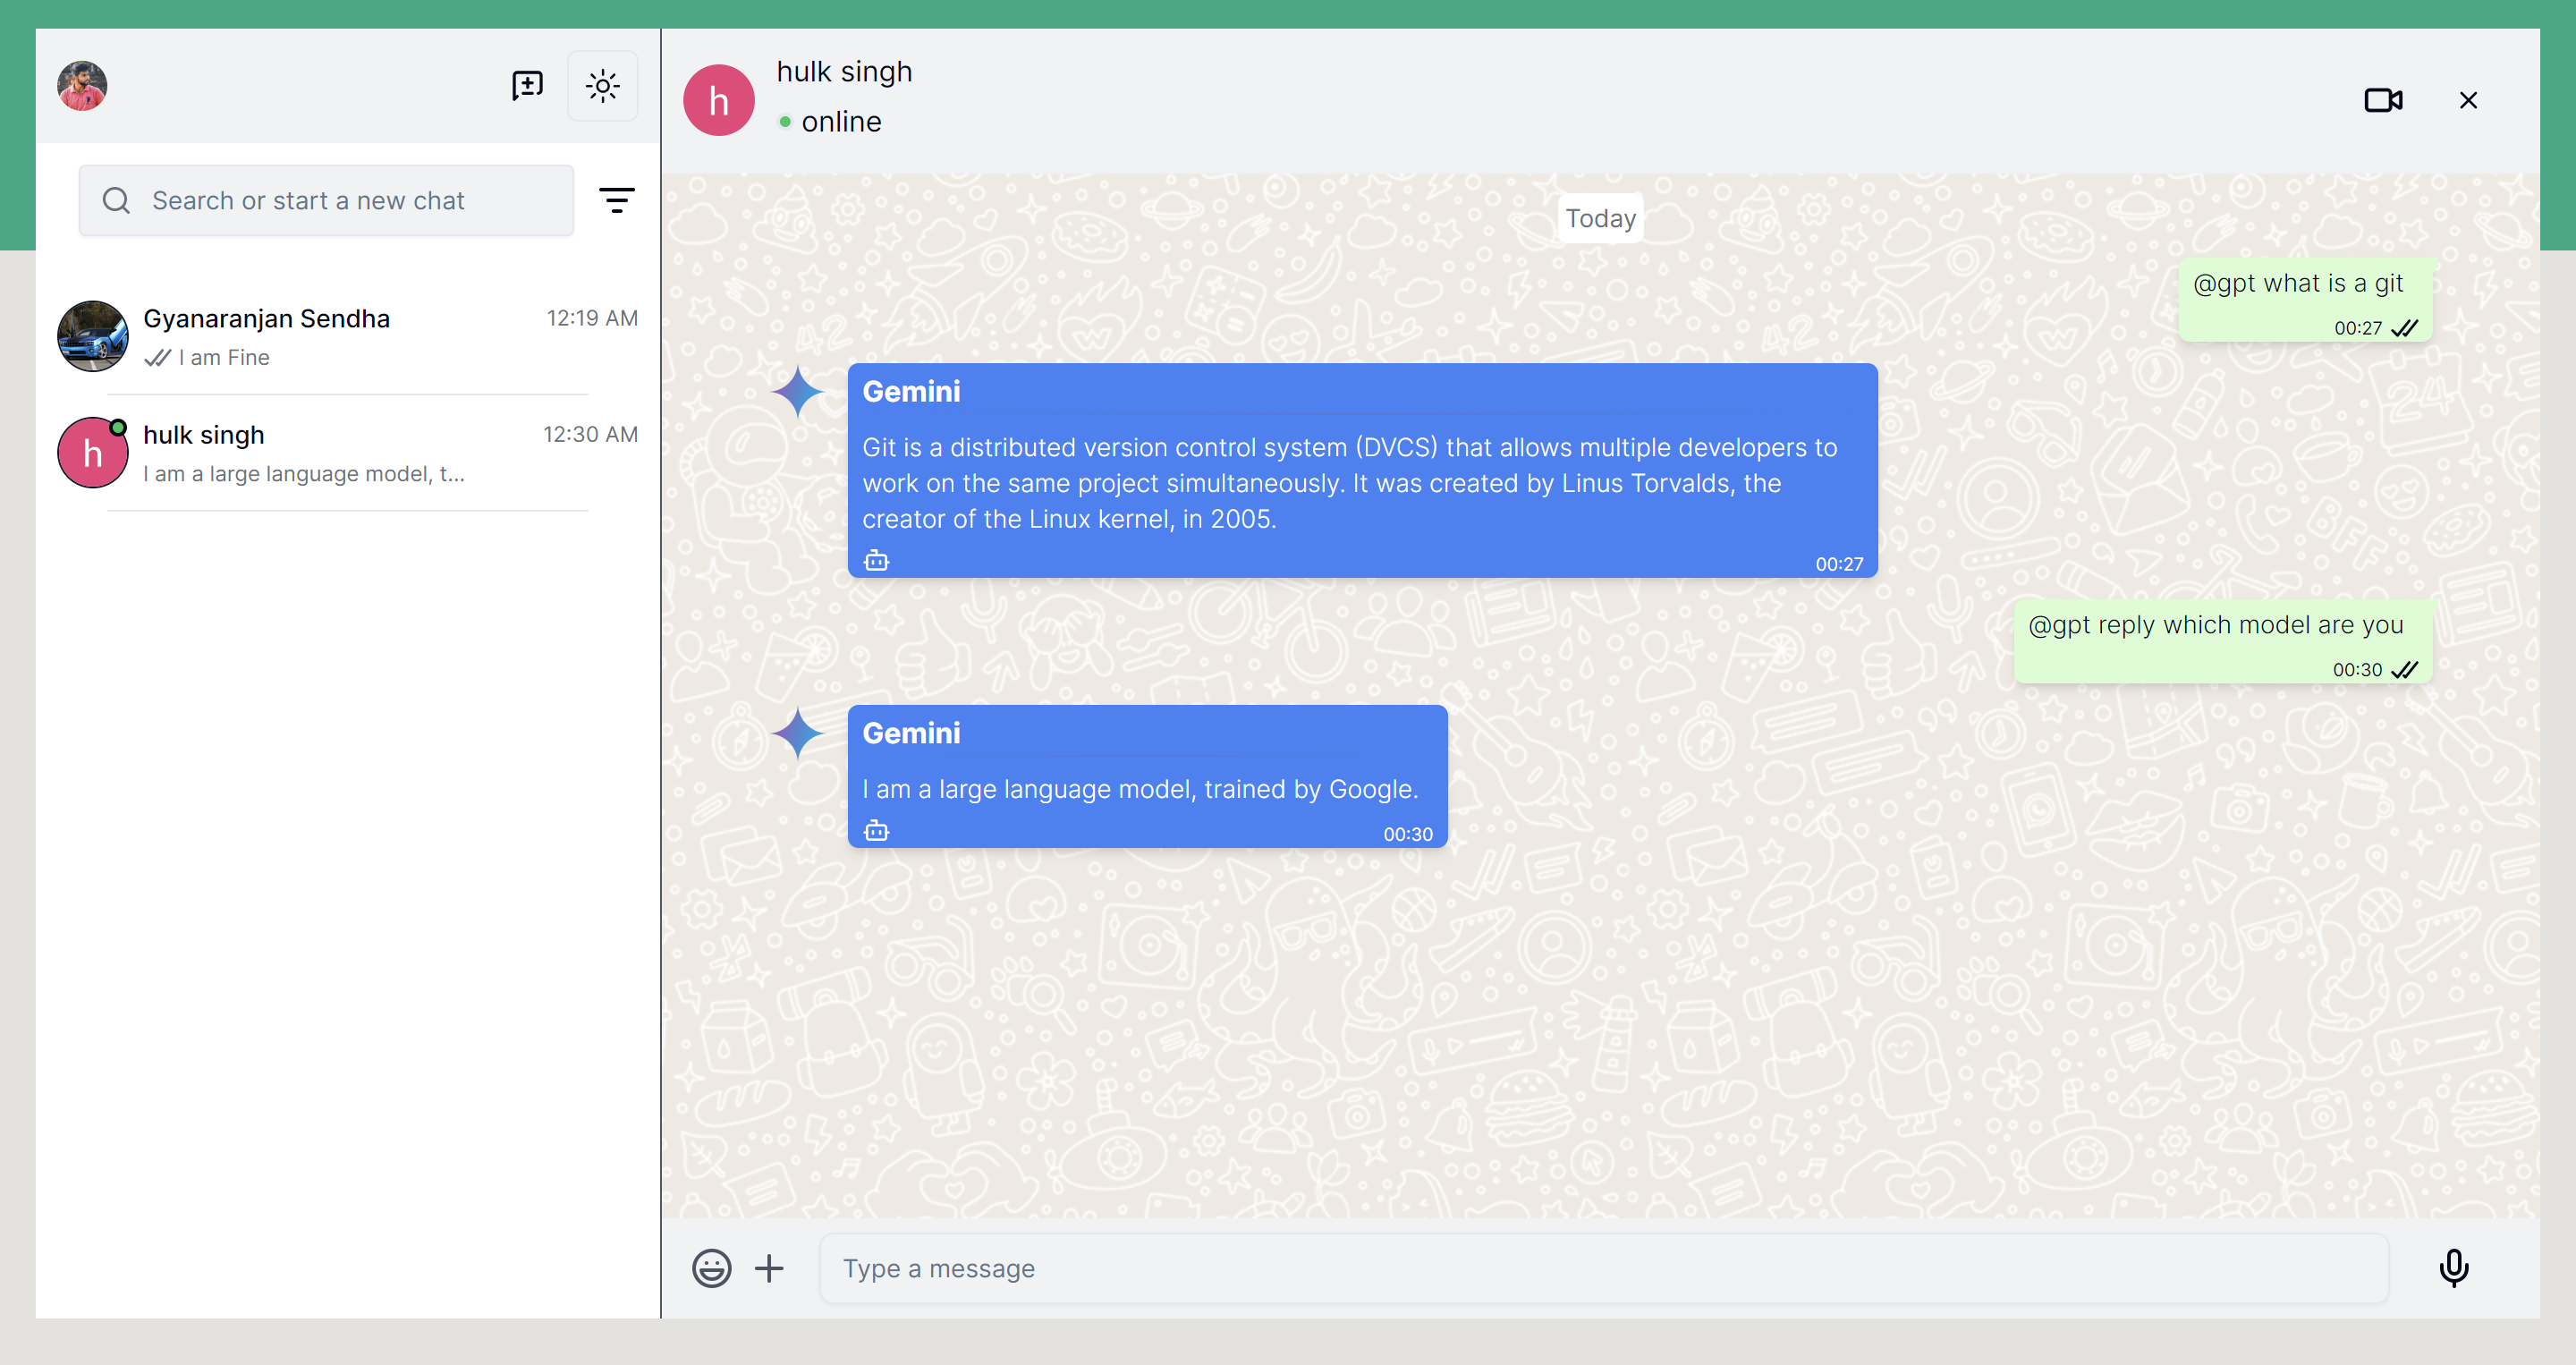 Search or start a new chat
Gyanaranjan Sendha
12:19 AM
I am Fine
h
hulk singh
12:30 AM
I am a large language model, t...
h
hulk singh
online
Today
@gpt what is a git
00:27
Gemini
Git is a distributed version control system (DVCS) that allows multiple developers to
work on the same project simultaneously. It was created by Linus Torvalds, the
creator of the Linux kernel, in 2005.
00:27
@gpt reply which model are you
00:30
Gemini
I am a large language model, trained by Google.
00:30
Type a message